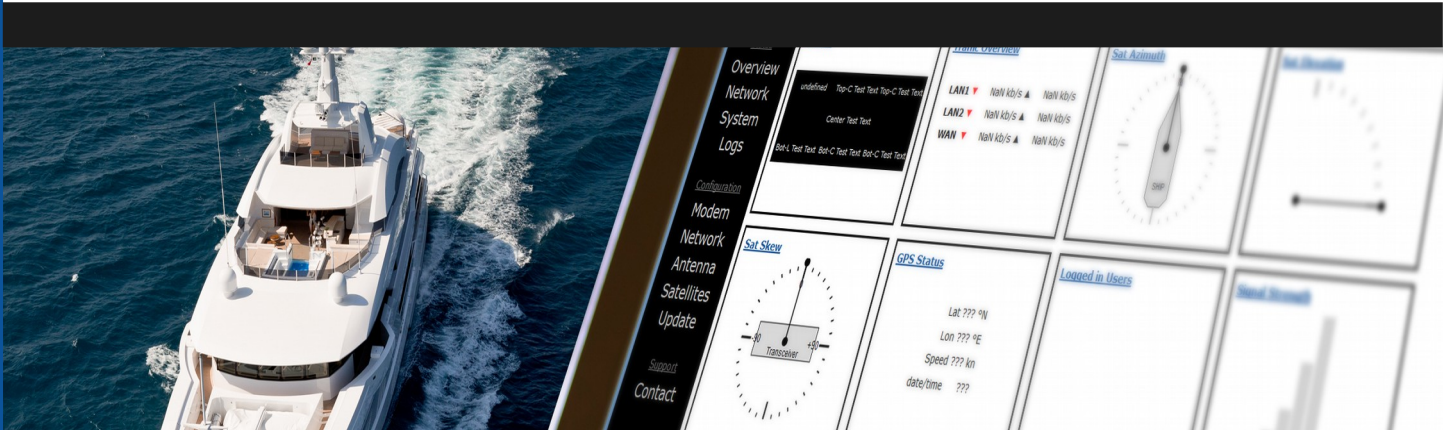 Overview
Network
System
Logs
Configuration
Modem
Network
Antenna
Satellites
Update
Support
Contact
undefined Top-C Test Text Top-C Test Text
Center Test Text
Bot-L Test Text Bot-C Test Text Bot-C Test Text
Traffic Overview
LAN1 ▼ NaN kb/s ▲ NaN kb/s
LAN2 ▼ NaN kb/s ▲ NaN kb/s
WAN ▼ NaN kb/s ▲ NaN kb/s
Sat Azimuth
SHIP
Sat Elevation
Sat Skew
-90
+90
Transceiver
GPS Status
Lat ??? ºN
Lon ??? ºE
Speed ??? kn
date/time ???
Logged in Users
Signal Strength